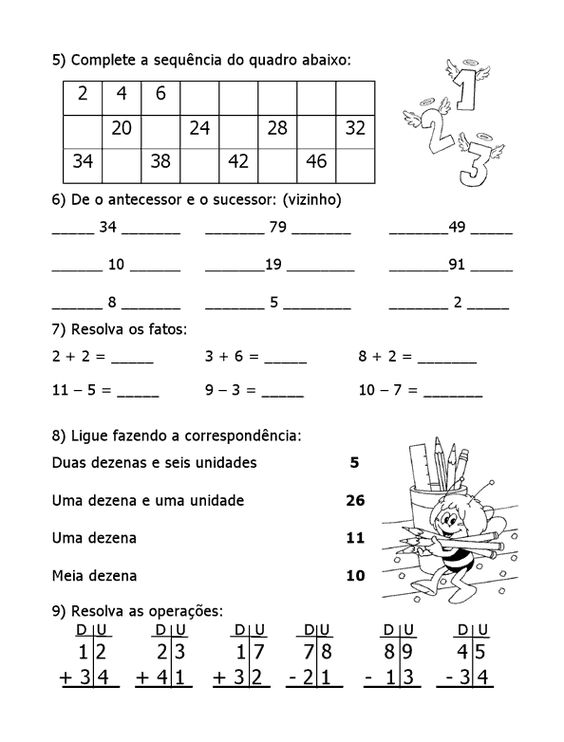 5) Complete a sequência do quadro abaixo:
2 4 6
20 24 28 32
34 38 42 46
1
2
3
6) De o antecessor e o sucessor: (vizinho)
_____ 34 _______ _______ 79 _______ _______49 _____
______ 10 ______ _______19 ________ _______91 _____
______ 8 _______ _______ 5 ________ _______ 2 _____
7) Resolva os fatos:
2 + 2 = _____ 3 + 6 = _____ 8 + 2 = _______
11 – 5 = _____ 9 – 3 = _____ 10 – 7 = _______
8) Ligue fazendo a correspondência:
Duas dezenas e seis unidades 5
Uma dezena e uma unidade 26
Uma dezena 11
Meia dezena 10
9) Resolva as operações:
D|U D|U D|U D|U D|U D|U
1|2 2|3 1|7 7|8 8|9 4|5
+ 3|4 + 4|1 + 3|2 - 2|1 - 1|3 - 3|4